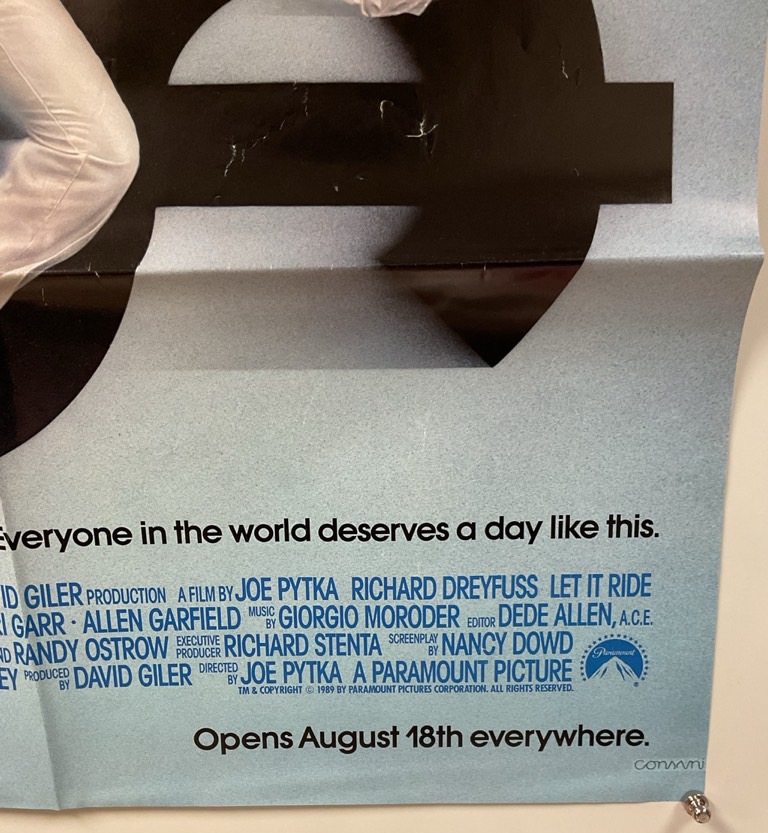 Everyone in the world deserves a day like this.
ID GILER PRODUCTION A FILM BY JOE PYTKA RICHARD DREYFUSS LET IT RIDE
I GARR · ALLEN GARFIELD MUSIC BY GIORGIO MORODER EDITOR DEDE ALLEN, A.C.E.
ND RANDY OSTROW EXECUTIVE PRODUCER RICHARD STENTA SCREENPLAY BY NANCY DOWD
EY PRODUCED BY DAVID GILER DIRECTED BY JOE PYTKA A PARAMOUNT PICTURE
Paramount
TM & COPYRIGHT © 1989 BY PARAMOUNT PICTURES CORPORATION. ALL RIGHTS RESERVED.
Opens August 18th everywhere.